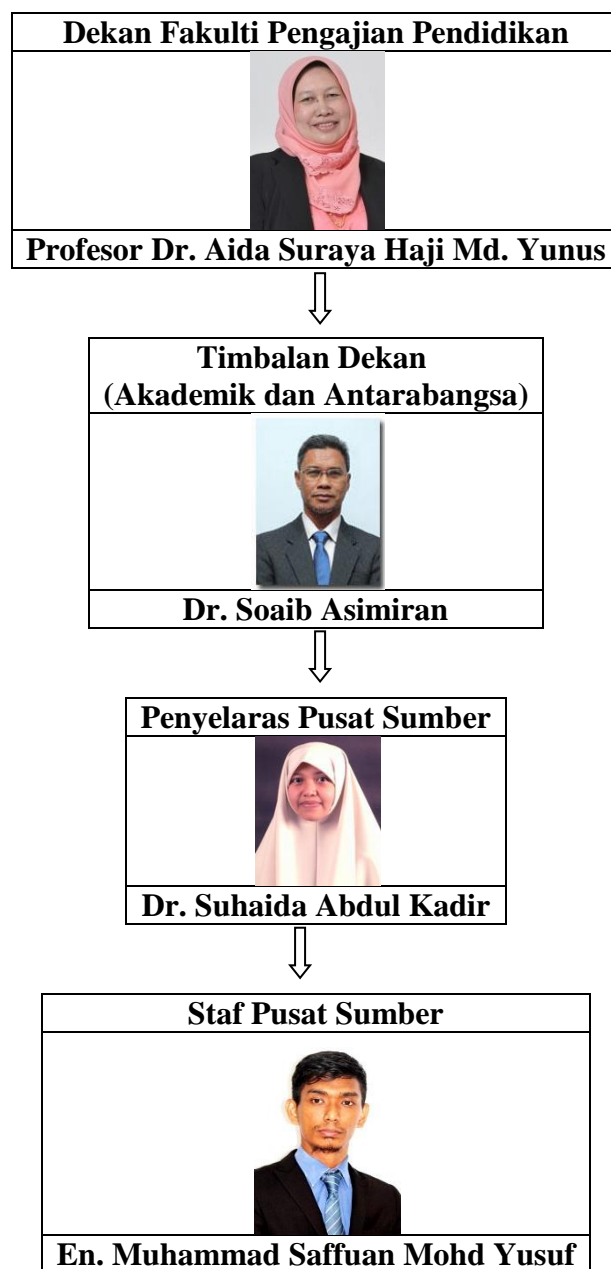 Dekan Fakulti Pengajian Pendidikan
Profesor Dr. Aida Suraya Haji Md. Yunus
Timbalan Dekan
(Akademik dan Antarabangsa)
Dr. Soaib Asimiran
Penyelaras Pusat Sumber
Dr. Suhaida Abdul Kadir
Staf Pusat Sumber
En. Muhammad Saffuan Mohd Yusuf